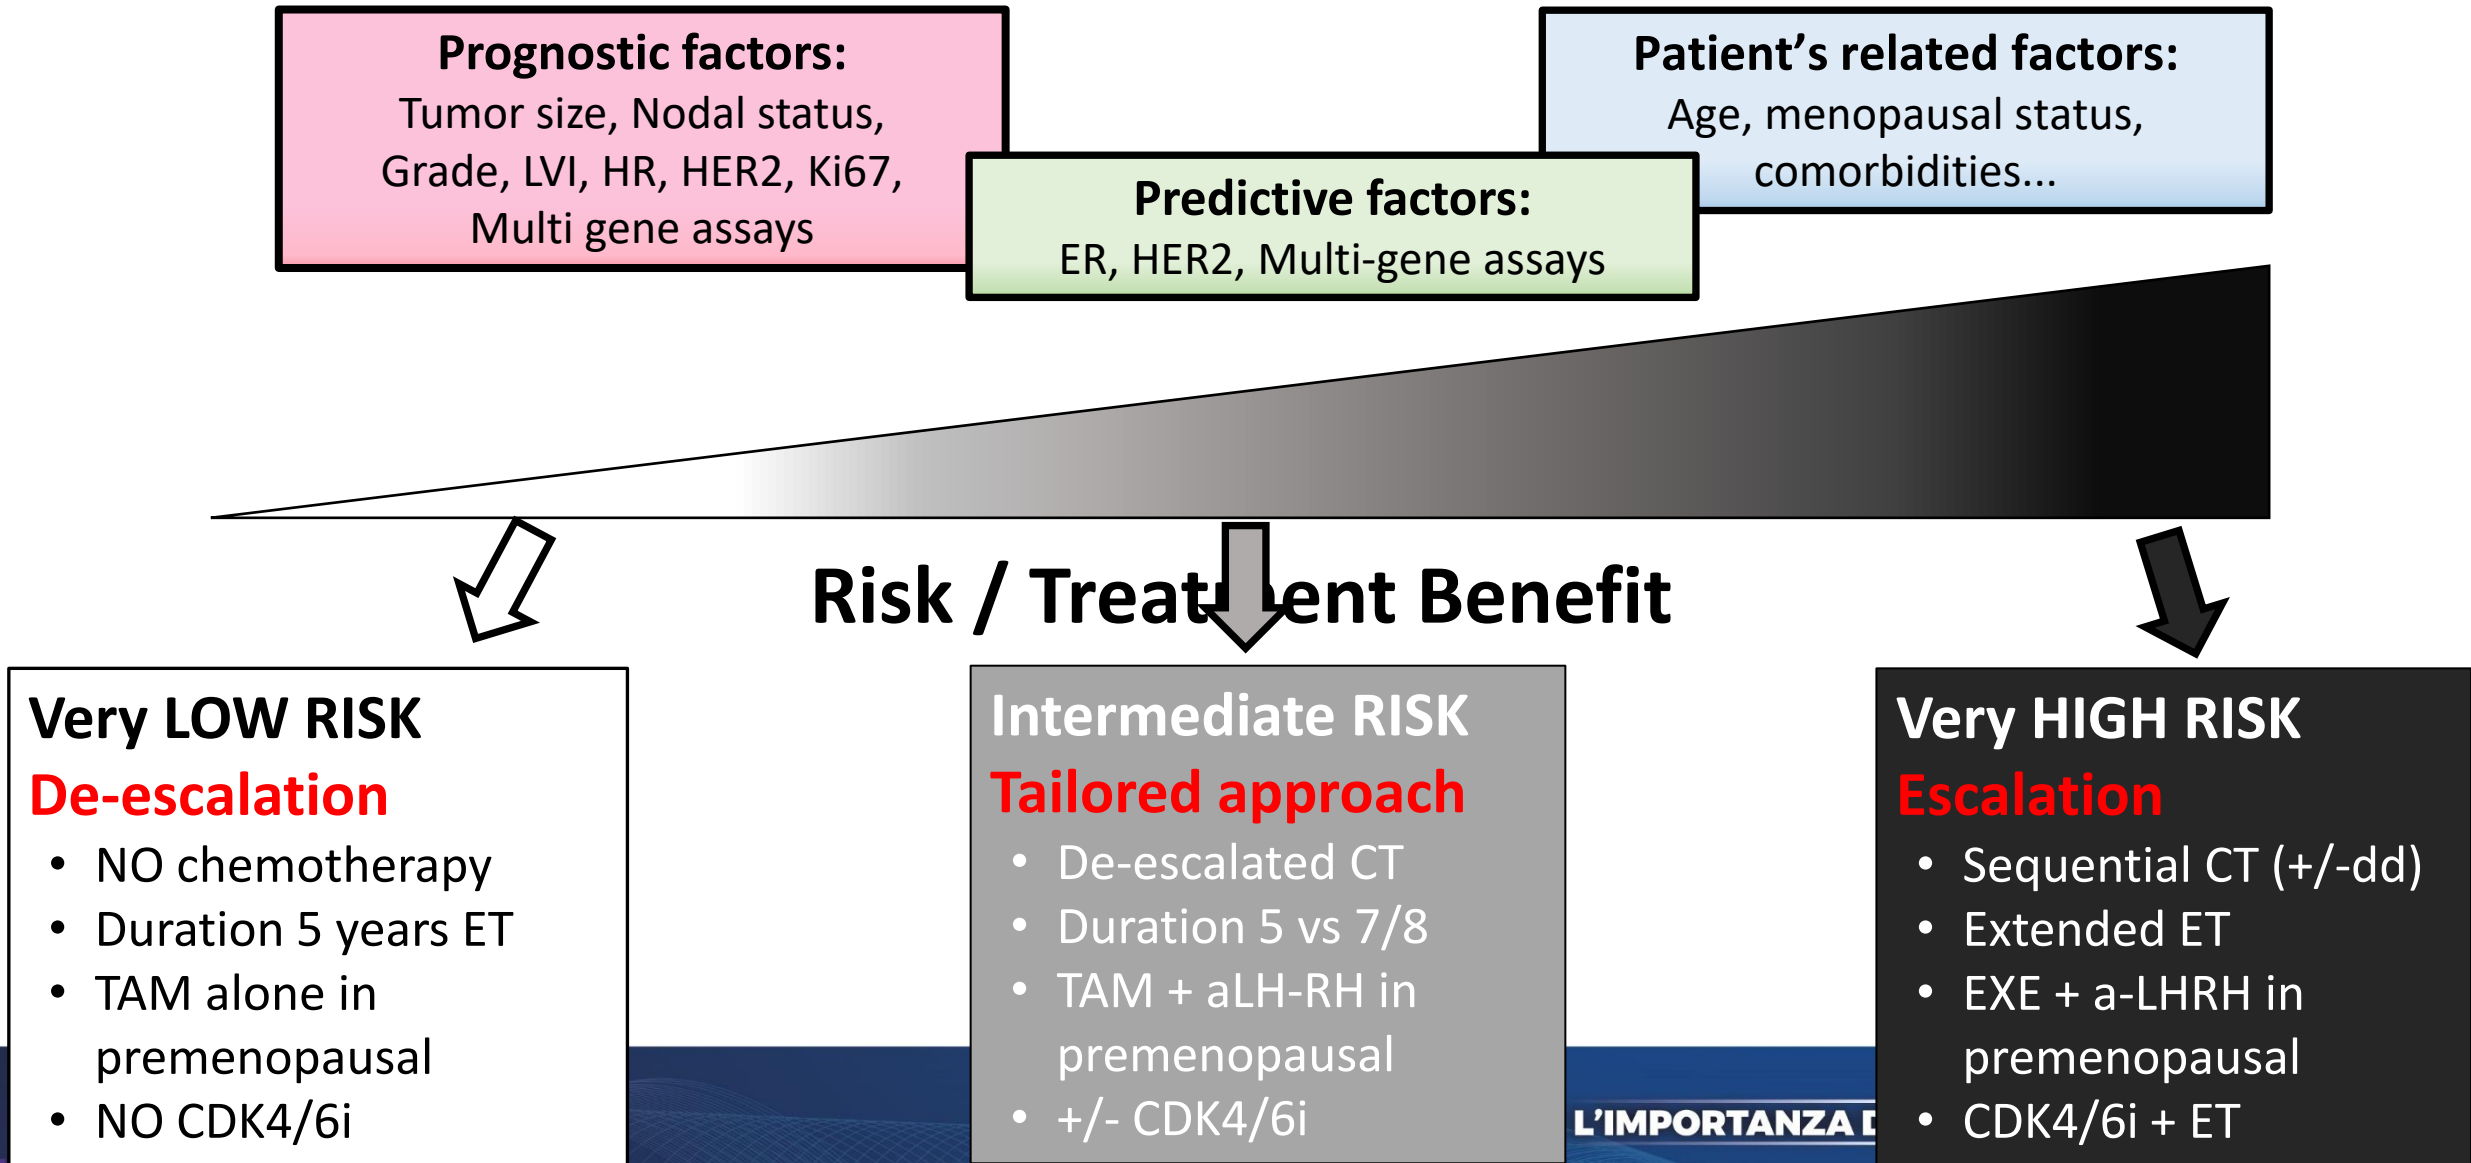 Prognostic factors:
Tumor size, Nodal status,
Grade, LVI, HR, HER2, Ki67,
Multi gene assays
Predictive factors:
ER, HER2, Multi-gene assays
Patient’s related factors:
Age, menopausal status,
comorbidities...
Risk / Treatment Benefit
Very LOW RISK
De-escalation
• NO chemotherapy
• Duration 5 years ET
• TAM alone in
premenopausal
• NO CDK4/6i
Intermediate RISK
Tailored approach
• De-escalated CT
• Duration 5 vs 7/8
• TAM + aLH-RH in
premenopausal
• +/- CDK4/6i
Very HIGH RISK
Escalation
• Sequential CT (+/-dd)
• Extended ET
• EXE + a-LHRH in
premenopausal
• CDK4/6i + ET
L’IMPORTANZA